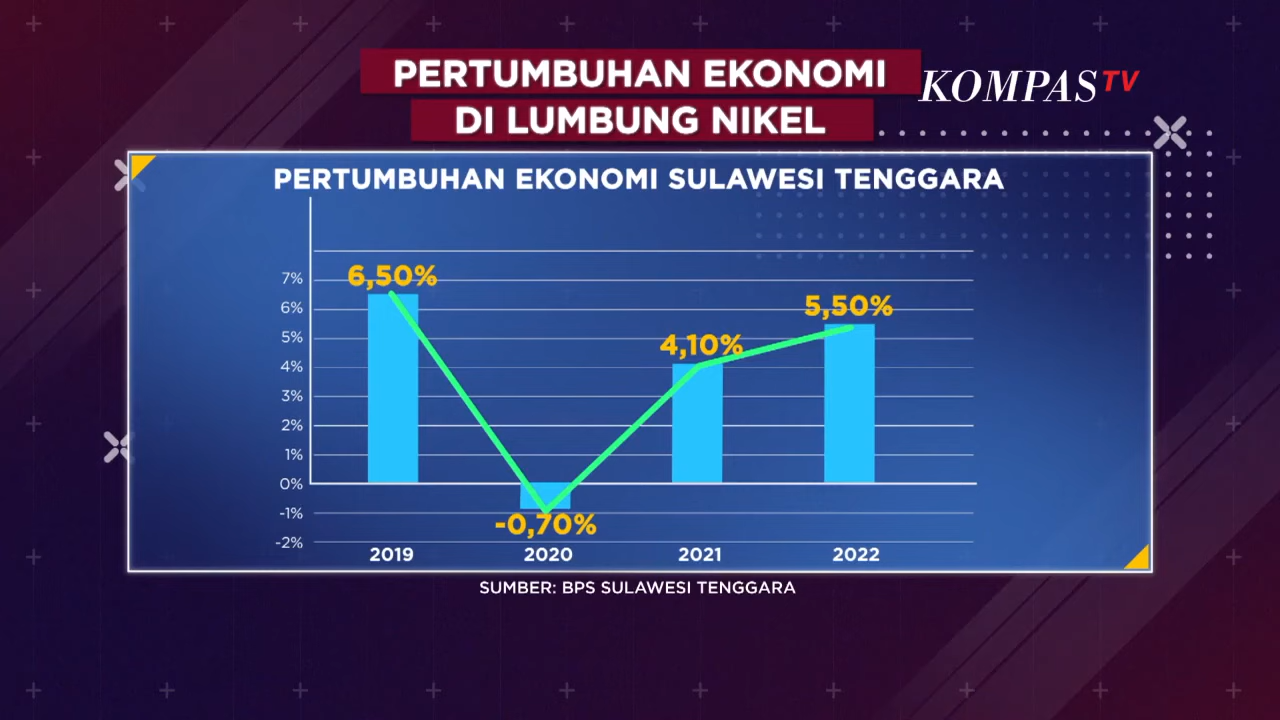 PERTUMBUHAN EKONOMI
DI LUMBUNG NIKEL
KOMPAS TV
PERTUMBUHAN EKONOMI SULAWESI TENGGARA
7%
6%
5%
4%
3%
2%
1%
0%
-1%
-2%
6,50%
-0,70%
4,10%
5,50%
2019 2020 2021 2022
SUMBER: BPS SULAWESI TENGGARA